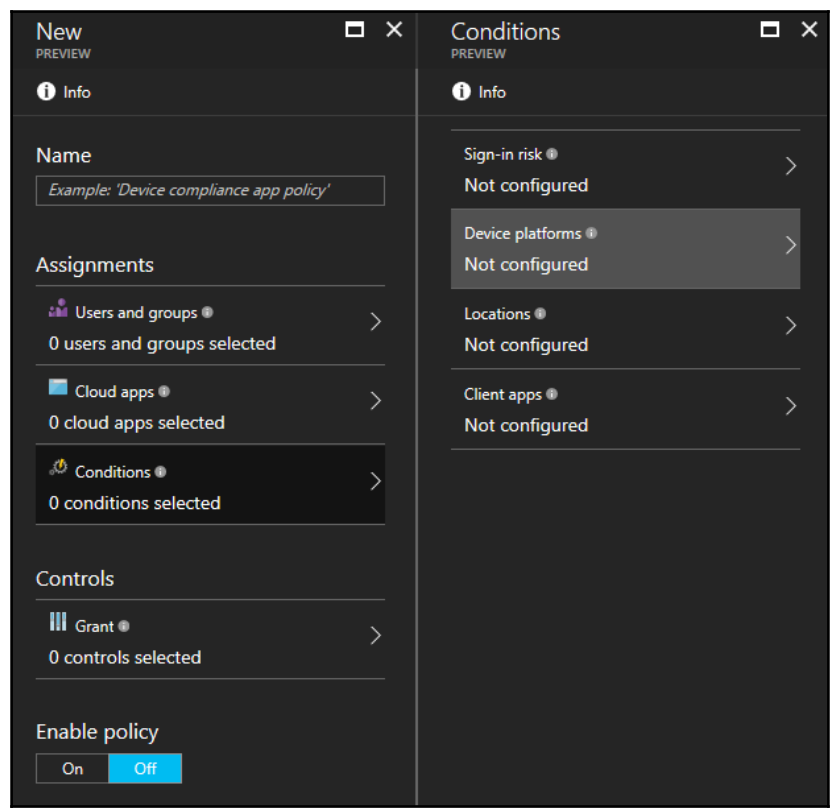 New
PREVIEW
Info
Name
Example: 'Device compliance app policy'
Assignments
Users and groups
0 users and groups selected
Cloud apps
0 cloud apps selected
Conditions
0 conditions selected
Controls
Grant
0 controls selected
Enable policy
On Off
Conditions
PREVIEW
Info
Sign-in risk
Not configured
Device platforms
Not configured
Locations
Not configured
Client apps
Not configured